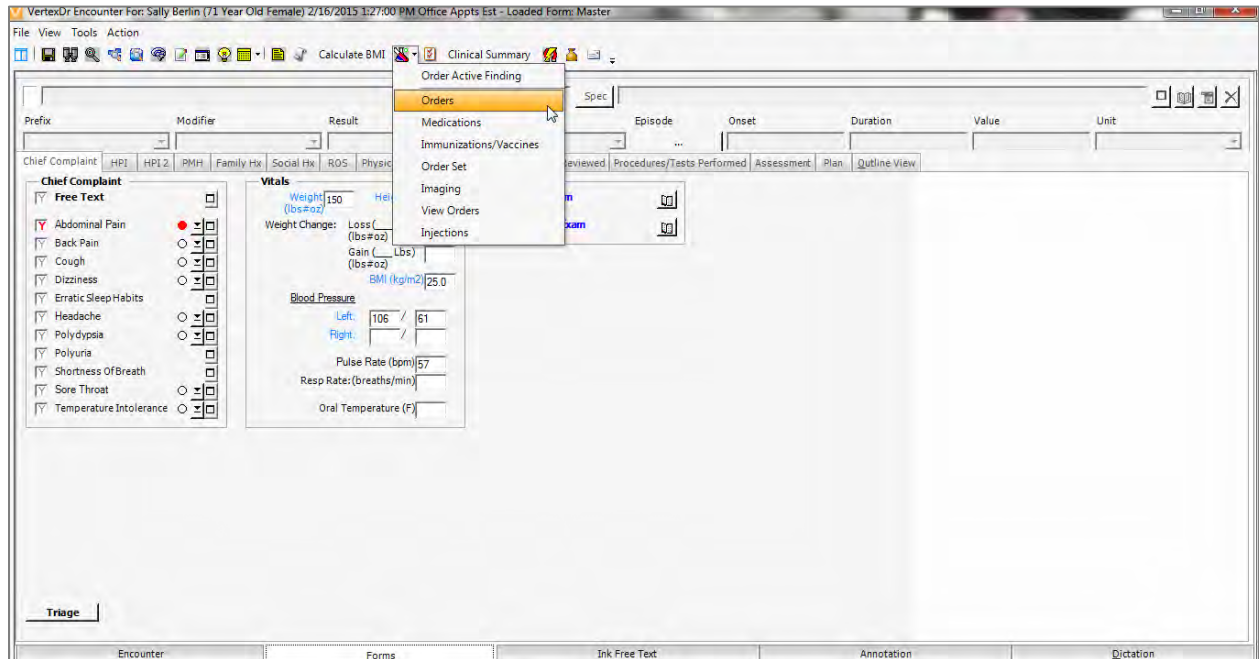 VertexDr Encounter For: Sally Berlin (71 Year Old Female) 2/16/2015 1:27:00 PM Office Appts Est - Loaded Form: Master
File View Tools Action
Calculate BMI Clinical Summary
Order Active Finding
Orders
Medications
Immunizations/Vaccines
Order Set
Imaging
View Orders
Injections
Spec
Prefix Modifier Result Episode Onset Duration Value Unit
...
Chief Complaint HPI HPI 2 PMH Family Hx Social Hx ROS Physic eviewed Procedures/Tests Performed Assessment Plan Outline View
Chief Complaint
Free Text
Y Abdominal Pain
Y Back Pain
Y Cough
Y Dizziness
Y Erratic Sleep Habits
Y Headache
Y Polydypsia
Y Polyuria
Y Shortness Of Breath
Y Sore Throat
Y Temperature Intolerance
Vitals
Weight 150 Hei
(lbs#oz)
Weight Change: Loss (
(lbs#oz)
Gain (___Lbs)
(lbs#oz)
BMI (kg/m2) 25.0
Blood Pressure
Left: 106 / 61
Right: /
Pulse Rate (bpm) 57
Resp Rate:(breaths/min)
Oral Temperature (F)
m
xam
Triage
Encounter Forms Ink Free Text Annotation Dictation